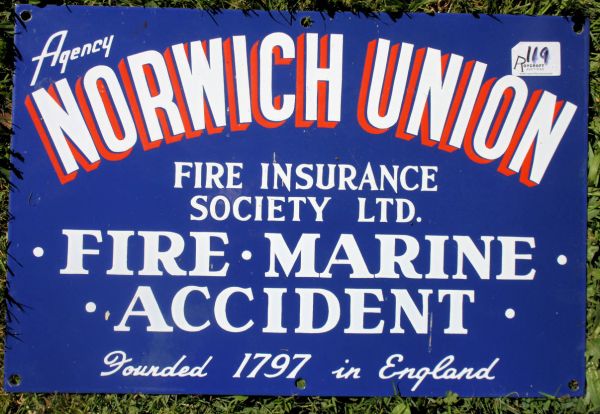 Agency
NORWICH UNION
119
FIRE INSURANCE
SOCIETY LTD.
· FIRE · MARINE ·
· ACCIDENT ·
Founded 1797 in England